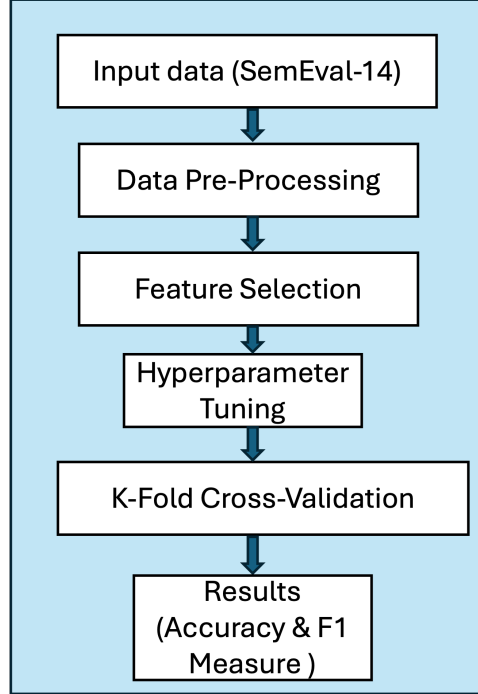 Input data (SemEval-14)
Data Pre-Processing
Feature Selection
Hyperparameter
Tuning
K-Fold Cross-Validation
Results
(Accuracy & F1
Measure )